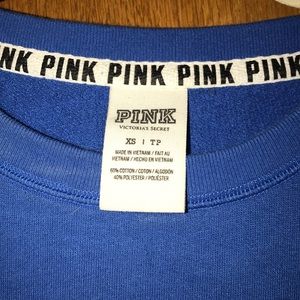 NK PINK PINK PINK PINK
PINK
VICTORIA'S SECRET
XS | TP
MADE IN VIETNAM / FAIT AU
VIETNAM / HECHO EN VIETNAM
60% COTTON / COTON / ALGODÓN
40% POLYESTER / POLIÉSTER